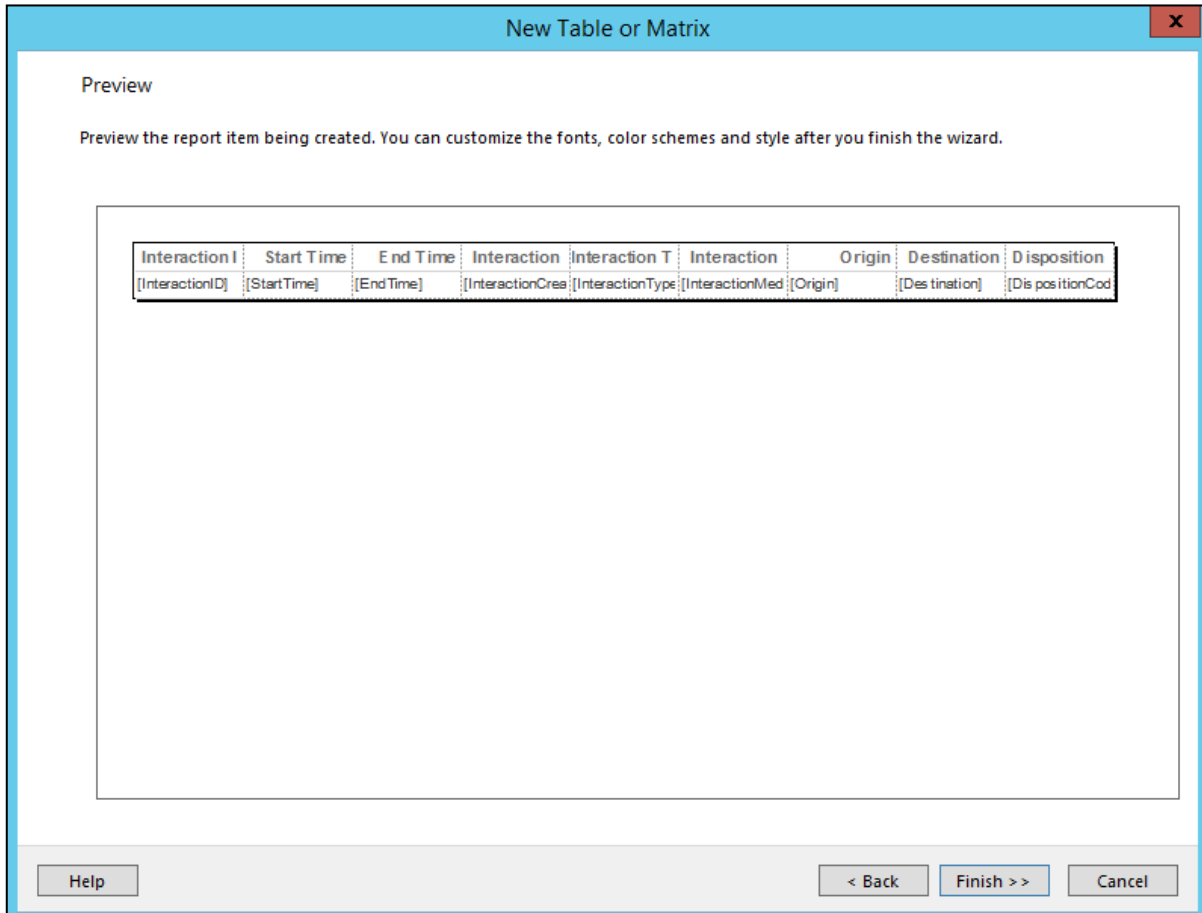 New Table or Matrix
x
Preview
Preview the report item being created. You can customize the fonts, color schemes and style after you finish the wizard.
Interaction I Start Time End Time Interaction Interaction T Interaction Origin Destination Disposition
[InteractionID] [StartTime] [EndTime] [InteractionCrea [InteractionType [InteractionMed [Origin] [Destination] [DispositionCod
Help < Back Finish >> Cancel